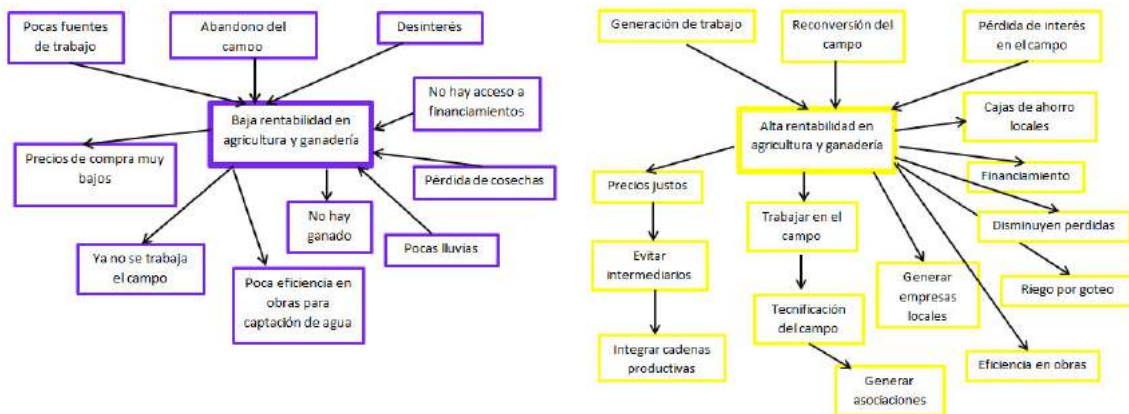 Pocas fuentes
de trabajo
Abandono del
campo
Desinterés
No hay acceso a
financiamientos
Baja rentabilidad en
agricultura y ganadería
Precios de compra muy
bajos
Pérdida de cosechas
No hay
ganado
Pocas lluvias
Ya no se trabaja
el campo
Poca eficiencia en
obras para
captación de agua
Generación de trabajo
Reconversión del
campo
Pérdida de interés
en el campo
Cajas de ahorro
locales
Alta rentabilidad en
agricultura y ganadería
Financiamiento
Precios justos
Trabajar en el
campo
Disminuyen perdidas
Evitar
intermediarios
Generar
empresas
locales
Riego por goteo
Tecnificación
del campo
Integrar cadenas
productivas
Eficiencia en obras
Generar
asociaciones